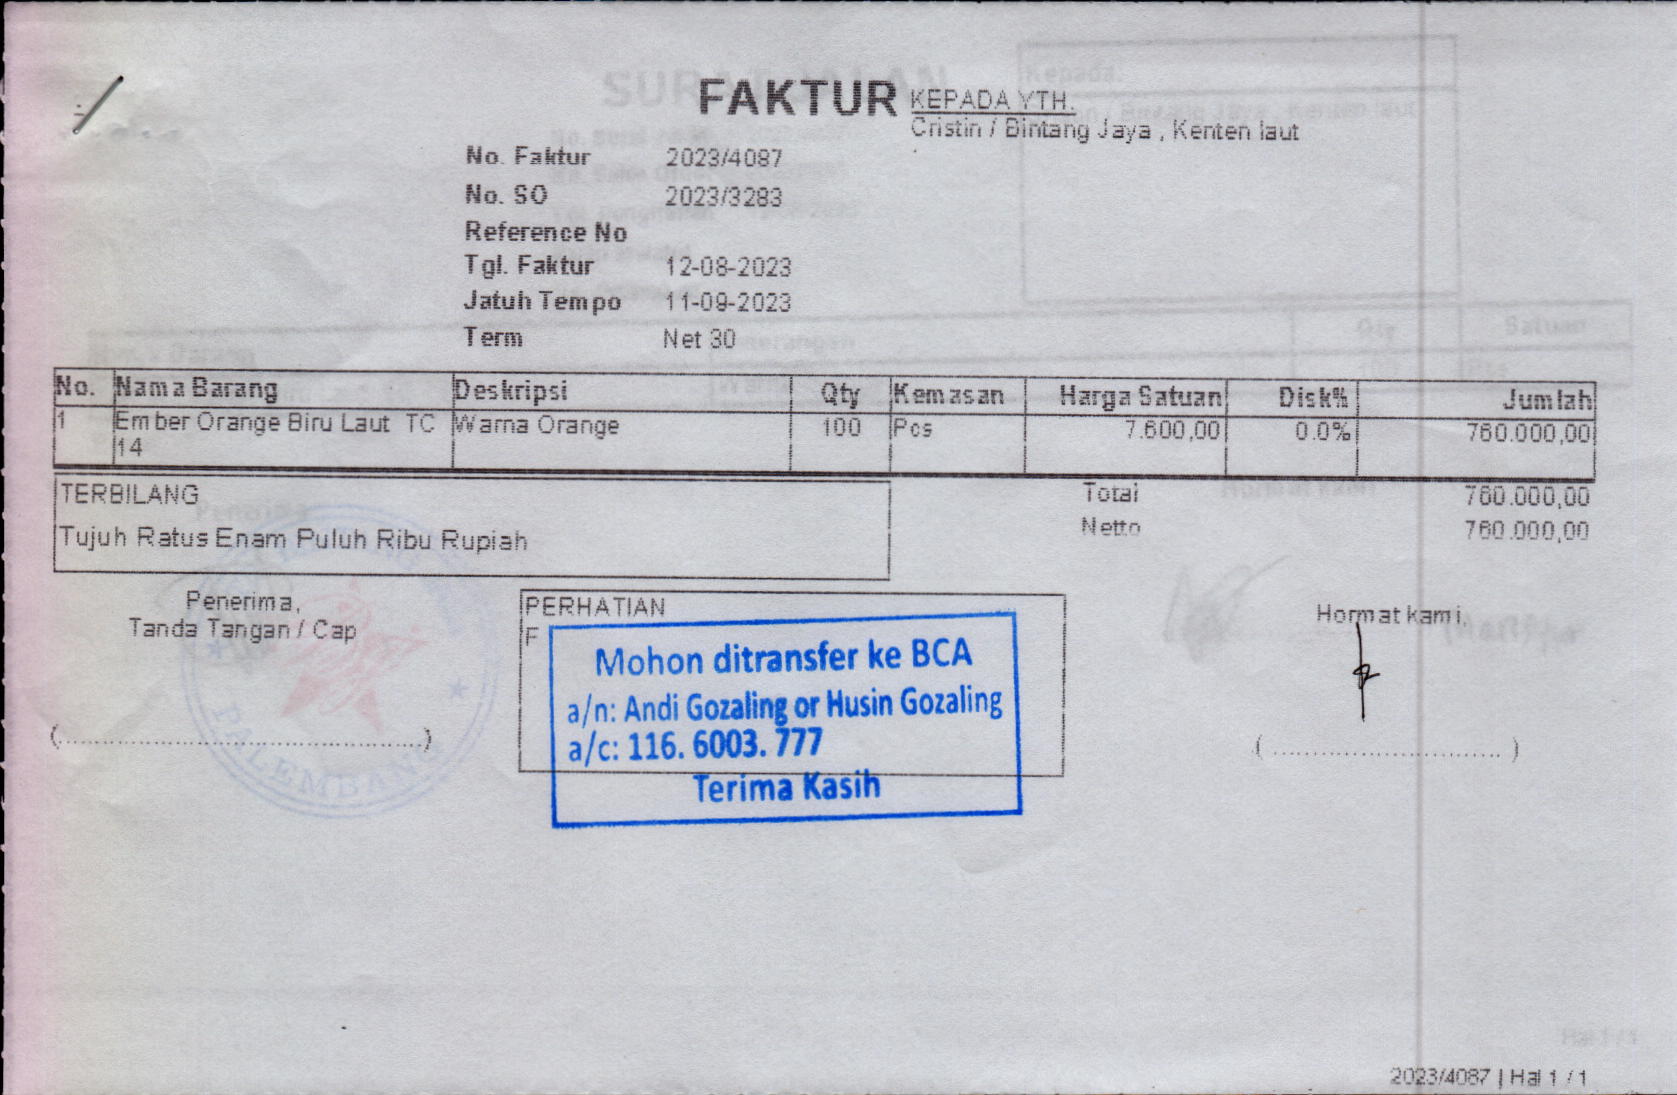 FAKTUR
KEPADA YTH.
Cristin / Bintang Jaya , Kenten laut
No. Faktur 2023/4087
No. SO 2023/3283
Reference No
Tgl. Faktur 12-08-2023
Jatuh Tempo 11-09-2023
Term Net 30
No. Nama Barang Deskripsi Qty Kemasan Harga Satuan Disk% Jumlah
1 Ember Orange Biru Laut TC Warna Orange 100 Pcs 7.600,00 0.0% 760.000,00
14
TERBILANG
Tujuh Ratus Enam Puluh Ribu Rupiah
Total 760.000,00
Netto 760.000,00
Penerima,
Tanda Tangan / Cap
(..........................................)
PERHATIAN
F
Mohon ditransfer ke BCA
a/n: Andi Gozaling or Husin Gozaling
a/c: 116. 6003. 777
Terima Kasih
Hormat kami,
( .................................. )
PALEMBANG
2023/4087 | Hal 1 / 1